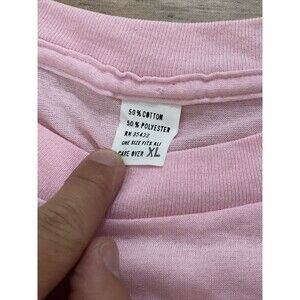 50% COTTON
50% POLYESTER
RN 35433
ONE SIZE FITS ALL
CARE OVER XL